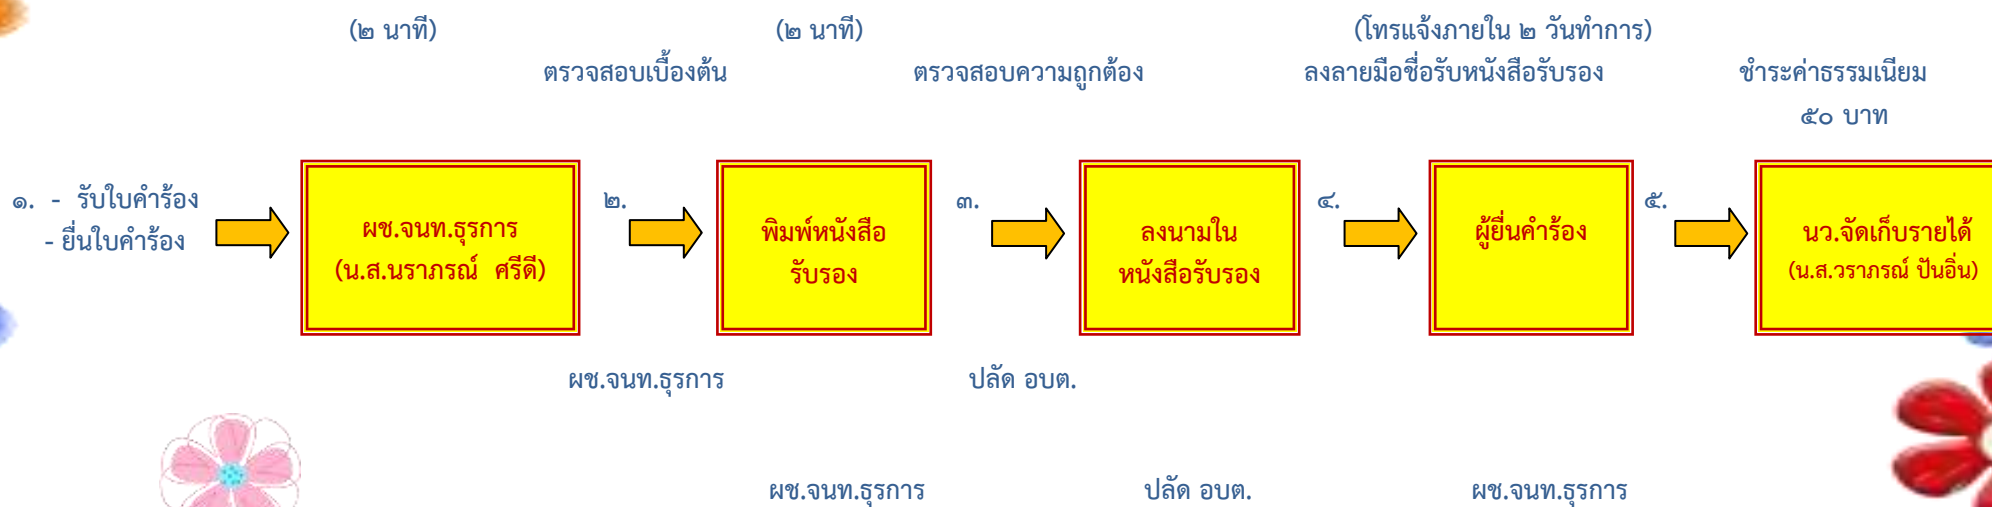 (๒ นาที) (๒ นาที) (โทรแจ้งภายใน ๒ วันทำการ)
ตรวจสอบเบื้องต้น ตรวจสอบความถูกต้อง ลงลายมือชื่อรับหนังสือรับรอง ชำระค่าธรรมเนียม
๕๐ บาท
๑. - รับใบคำร้อง
- ยื่นใบคำร้อง
ผช.จนท.ธุรการ
(น.ส.นราภรณ์ ศรีดี)
๒.
พิมพ์หนังสือ
รับรอง
๓.
ลงนามใน
หนังสือรับรอง
๔.
ผู้ยื่นคำร้อง
๕.
นว.จัดเก็บรายได้
(น.ส.วราภรณ์ ปันอิ่น)
ผช.จนท.ธุรการ ปลัด อบต.
ผช.จนท.ธุรการ ปลัด อบต. ผช.จนท.ธุรการ